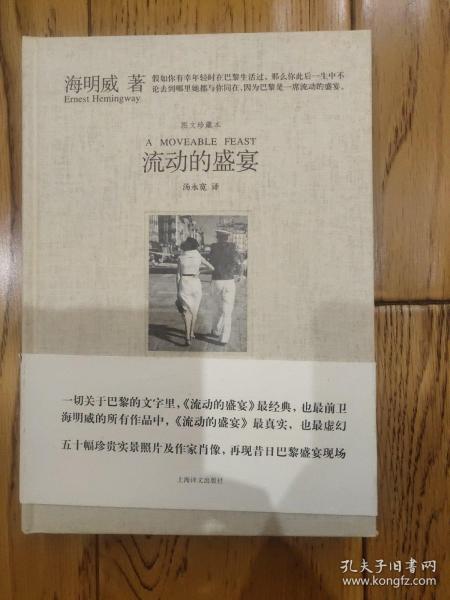 海明威 著
Ernest Hemingway
假如你有幸年轻时在巴黎生活过，那么你此后一生中不
论去到哪里她都与你同在，因为巴黎是一席流动的盛宴。
图文珍藏本
A MOVEABLE FEAST
流动的盛宴
汤永宽 译
一切关于巴黎的文字里，《流动的盛宴》最经典，也最前卫
海明威的所有作品中，《流动的盛宴》最真实，也最虚幻
五十幅珍贵实景照片及作家肖像，再现昔日巴黎盛宴现场
上海译文出版社
孔夫子旧书网
www.kongfz.com